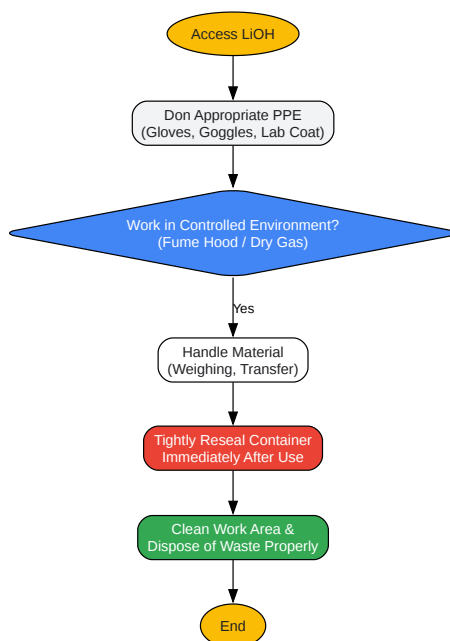 Access LiOH
Don Appropriate PPE
(Gloves, Goggles, Lab Coat)
Work in Controlled Environment?
(Fume Hood / Dry Gas)
Yes
Handle Material
(Weighing, Transfer)
Tightly Reseal Container
Immediately After Use
Clean Work Area &
Dispose of Waste Properly
End